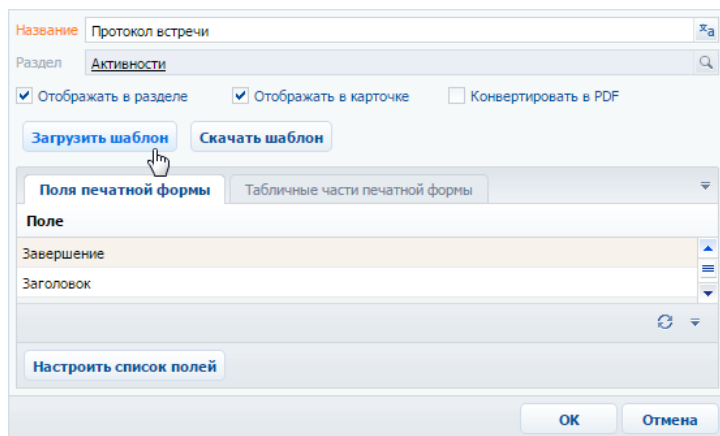 Название Протокол встречи
Раздел Активности
Отображать в разделе Отображать в карточке Конвертировать в PDF
Загрузить шаблон Скачать шаблон
Поля печатной формы Табличные части печатной формы
Поле
Завершение
Заголовок
Настроить список полей
ОК Отмена